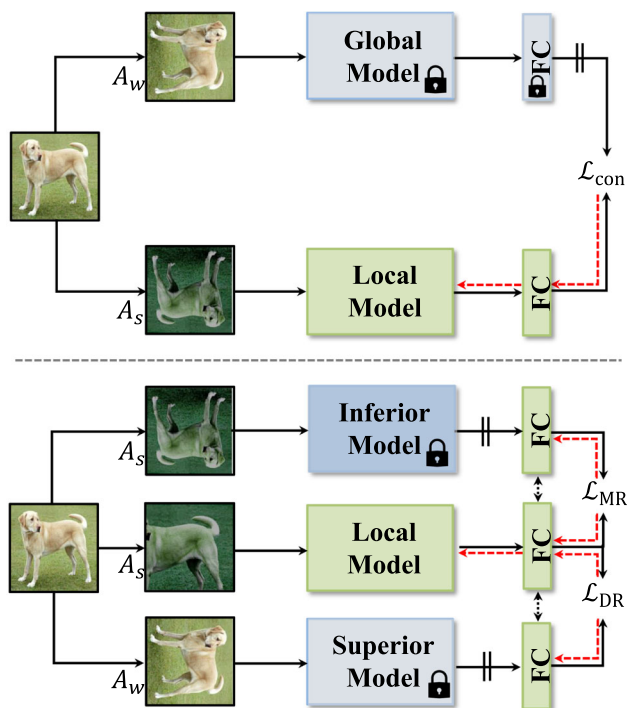 Global
Model
FC
A_w
ℒ_con
Local
Model
FC
A_s
Inferior
Model
FC
A_s
ℒ_MR
Local
Model
FC
A_s
ℒ_DR
Superior
Model
FC
A_w